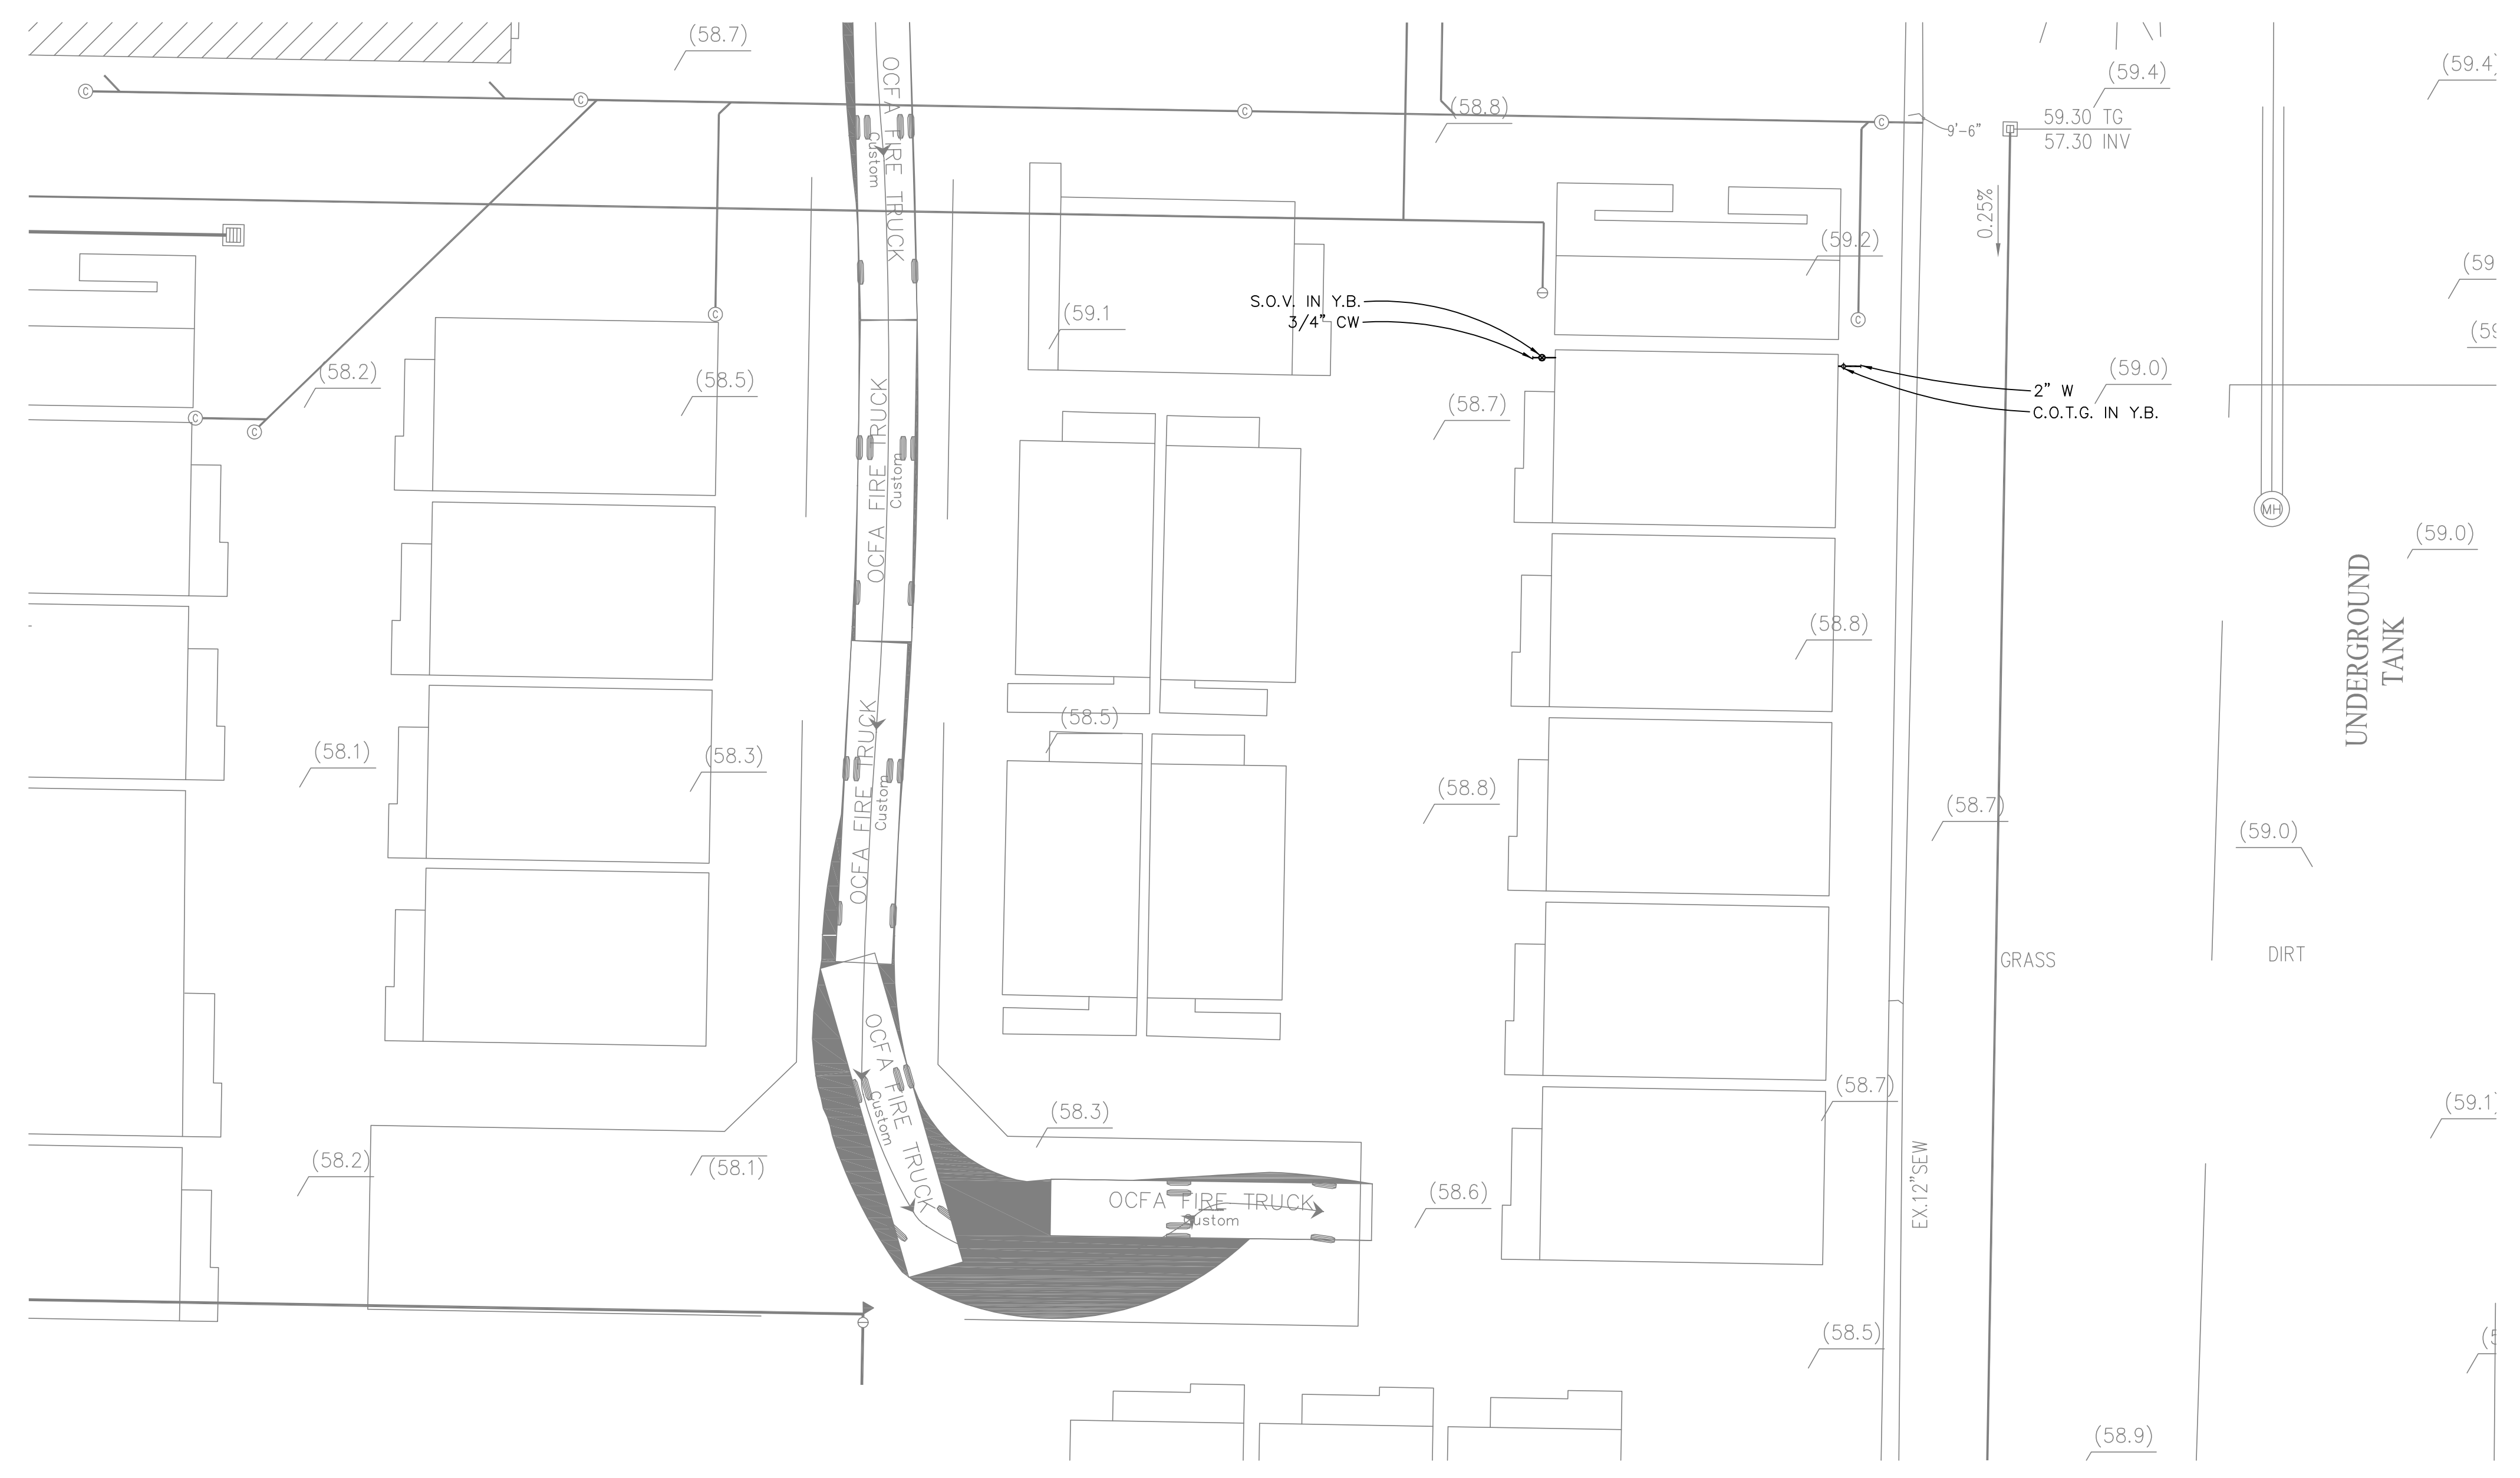 (58.7)
(59.4)
(59.4)
OCFA FIRE TRUCK
Custom
(58.8)
9'-6"
59.30 TG
57.30 INV
C
C
C
C
0.25%
(59.2)
(59
S.O.V. IN Y.B.
3/4" CW
(59.1
C
C
(58.2)
(58.5)
(59.0)
2" W
C.O.T.G. IN Y.B.
C
C
(58.7)
OCFA FIRE TRUCK
Custom
MH
(59.0)
UNDERGROUND
TANK
(58.8)
(58.5)
(58.1)
(58.3)
OCFA FIRE TRUCK
Custom
(58.8)
(58.7)
(59.0)
GRASS
DIRT
OCFA FIRE TRUCK
Custom
(58.3)
(58.7)
(59.1)
EX.12"SEW
(58.2)
(58.1)
OCFA FIRE TRUCK
Custom
(58.6)
(58.5)
(58.9)